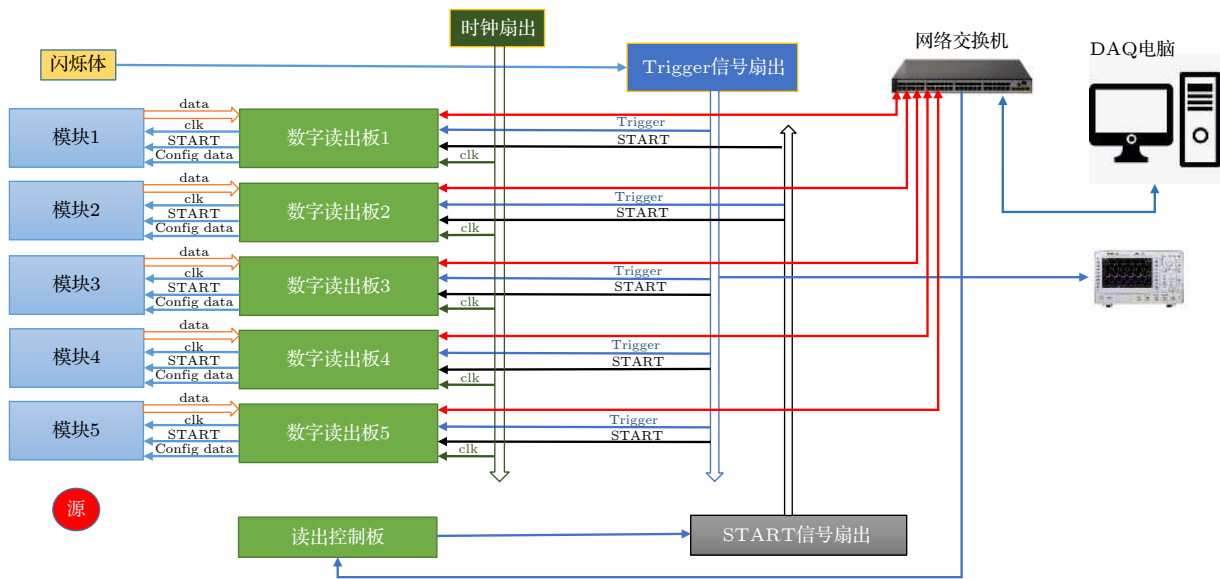 时钟扇出
闪烁体
Trigger信号扇出
网络交换机
DAQ电脑
模块1
data
clk
START
Config data
数字读出板1
Trigger
START
clk
模块2
data
clk
START
Config data
数字读出板2
Trigger
START
clk
模块3
data
clk
START
Config data
数字读出板3
Trigger
START
clk
模块4
data
clk
START
Config data
数字读出板4
Trigger
START
clk
模块5
data
clk
START
Config data
数字读出板5
Trigger
START
clk
源
读出控制板
START信号扇出